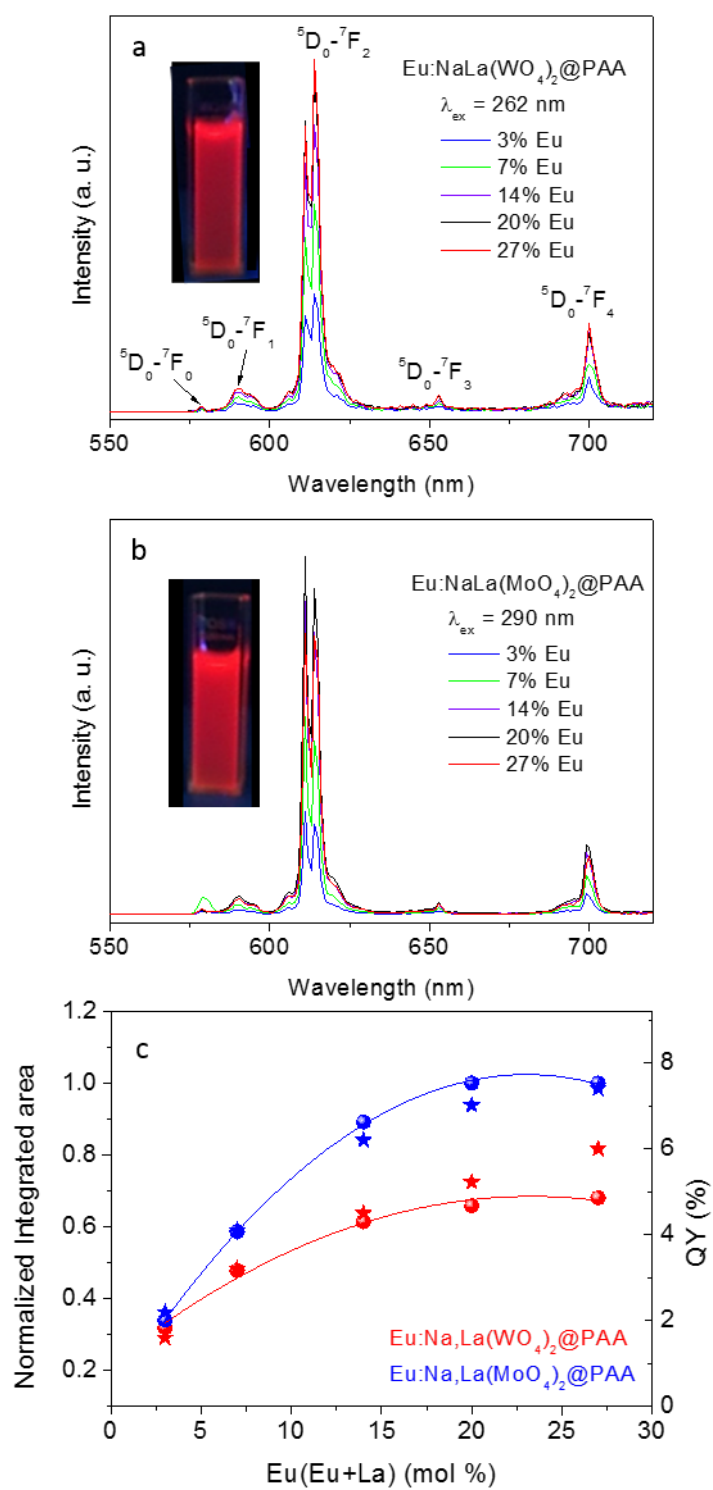 a
⁵D₀-⁷F₂
Eu:NaLa(WO₄)₂@PAA
λₑₓ = 262 nm
3% Eu
7% Eu
14% Eu
20% Eu
27% Eu
⁵D₀-⁷F₀
⁵D₀-⁷F₁
⁵D₀-⁷F₃
⁵D₀-⁷F₄
Intensity (a. u.)
550 600 650 700
Wavelength (nm)
b
Eu:NaLa(MoO₄)₂@PAA
λₑₓ = 290 nm
3% Eu
7% Eu
14% Eu
20% Eu
27% Eu
Intensity (a. u.)
550 600 650 700
Wavelength (nm)
c
Normalized Integrated area
1.2
1.0
0.8
0.6
0.4
0.2
QY (%)
8
6
4
2
0
Eu:Na,La(WO₄)₂@PAA
Eu:Na,La(MoO₄)₂@PAA
0 5 10 15 20 25 30
Eu(Eu+La) (mol %)